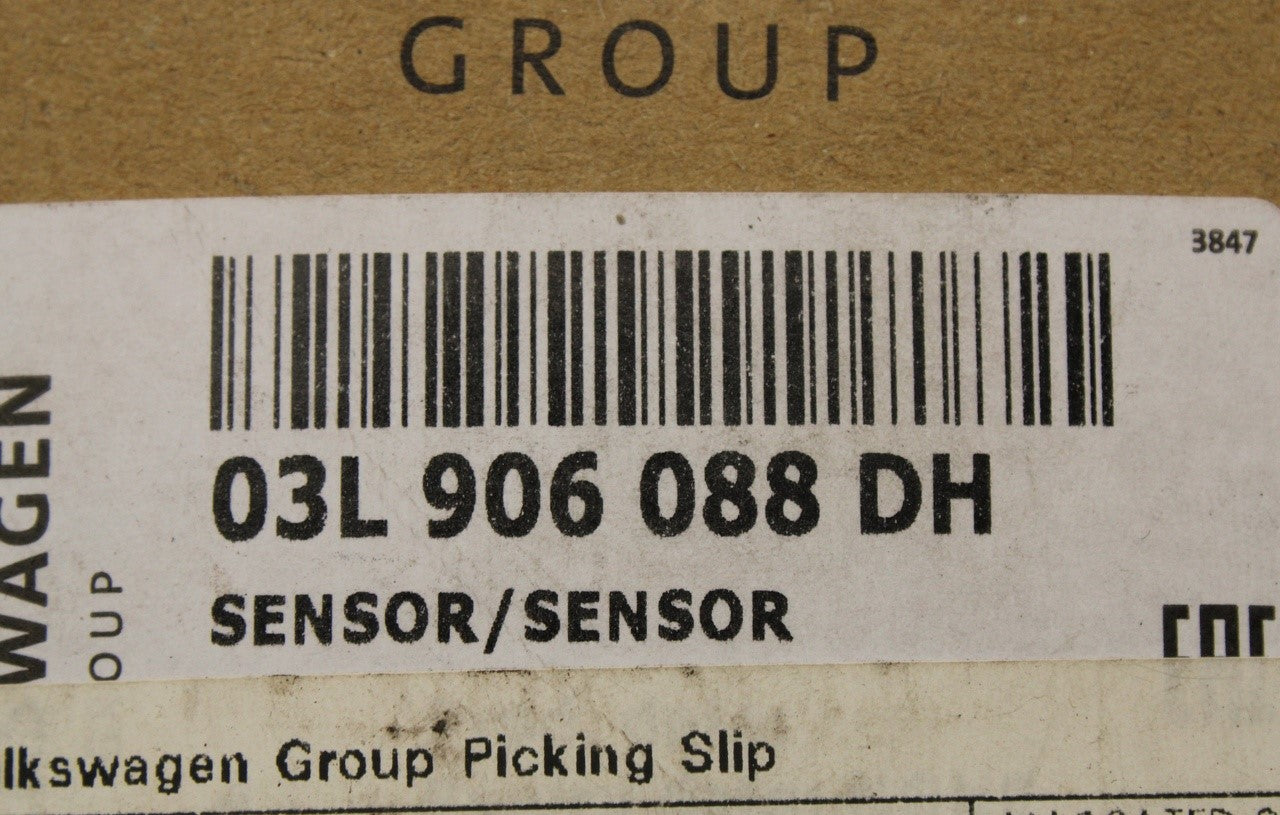 GROUP
3847
WAGEN
OUP
03L 906 088 DH
SENSOR/SENSOR
lkswagen Group Picking Slip